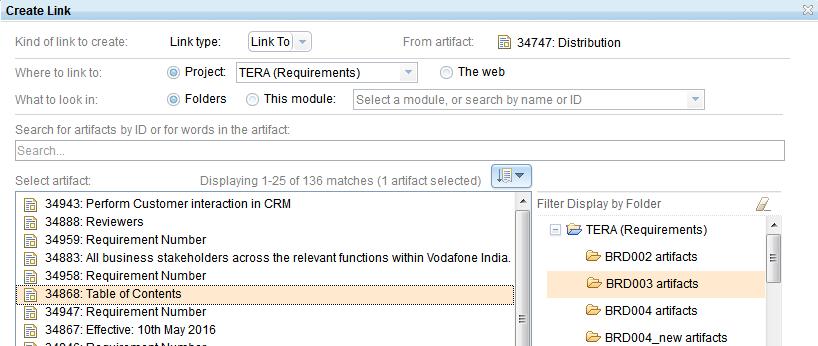 Create Link
Kind of link to create: Link type: Link To From artifact: 34747: Distribution
Where to link to: Project: TERA (Requirements) The web
What to look in: Folders This module: Select a module, or search by name or ID
Search for artifacts by ID or for words in the artifact:
Search...
Select artifact: Displaying 1-25 of 136 matches (1 artifact selected)
34943: Perform Customer interaction in CRM
34888: Reviewers
34959: Requirement Number
34883: All business stakeholders across the relevant functions within Vodafone India.
34958: Requirement Number
34868: Table of Contents
34947: Requirement Number
34867: Effective: 10th May 2016
34946: Requirement Number
Filter Display by Folder
TERA (Requirements)
BRD002 artifacts
BRD003 artifacts
BRD004 artifacts
BRD004_new artifacts